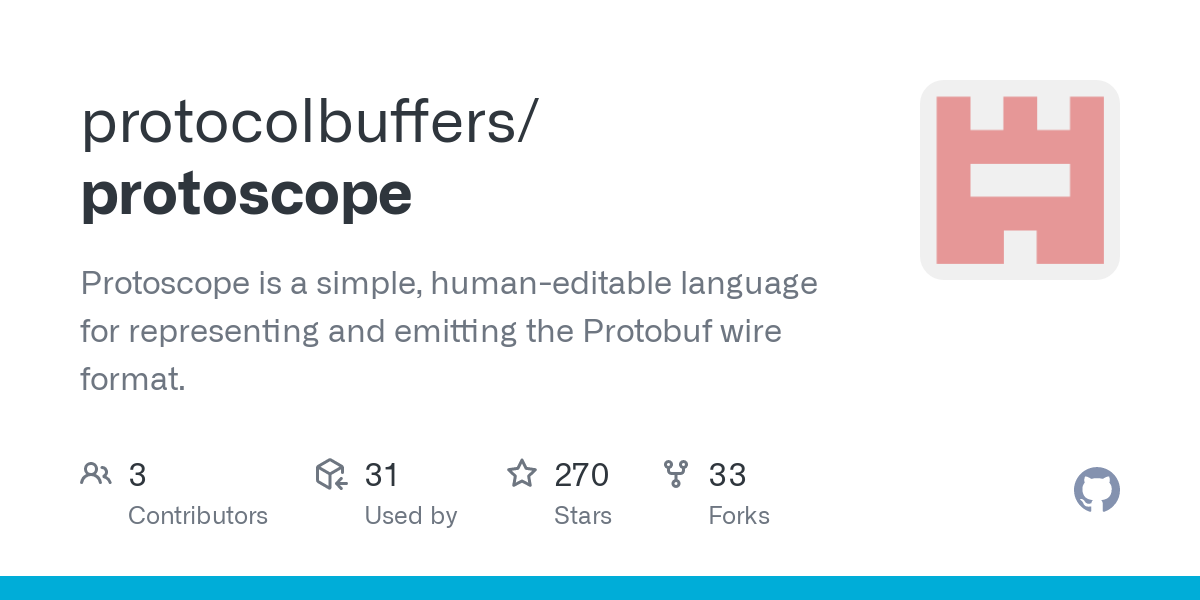 protocolbuffers/
protoscope
Protoscope is a simple, human-editable language
for representing and emitting the Protobuf wire
format.
3 31 270 33
Contributors Used by Stars Forks